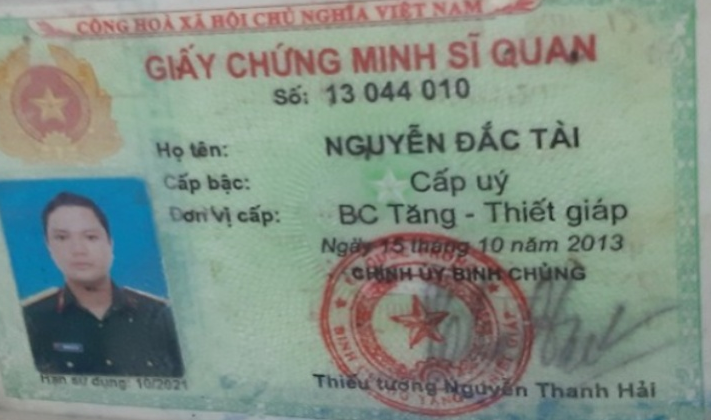 CỘNG HOÀ XÃ HỘI CHỦ NGHĨA VIỆT NAM
GIẤY CHỨNG MINH SĨ QUAN
Số: 13 044 010
Họ tên: NGUYỄN ĐẮC TÀI
Cấp bậc: Cấp uý
Đơn vị cấp: BC Tăng - Thiết giáp
Ngày 15 tháng 10 năm 2013
CHÍNH ỦY BINH CHỦNG
Hạn sử dụng: 10/2021
Thiếu tướng Nguyễn Thanh Hải